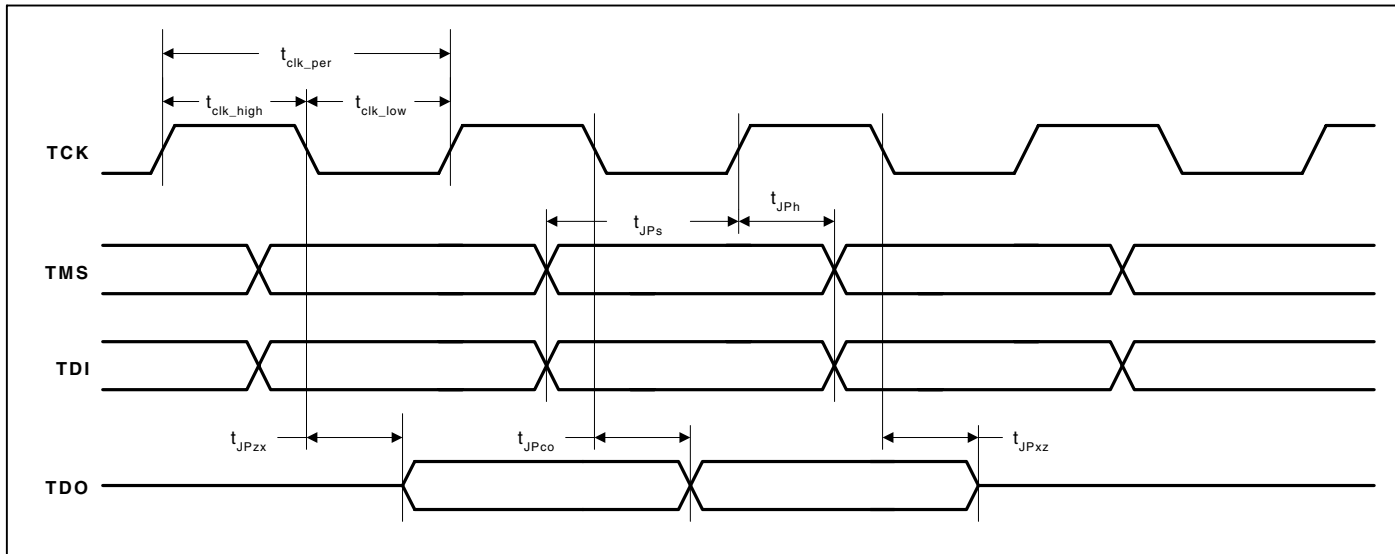 t_clk_per
t_clk_high t_clk_low
TCK
t_JPs t_JPh
TMS
TDI
t_JPzx t_JPco t_JPxz
TDO